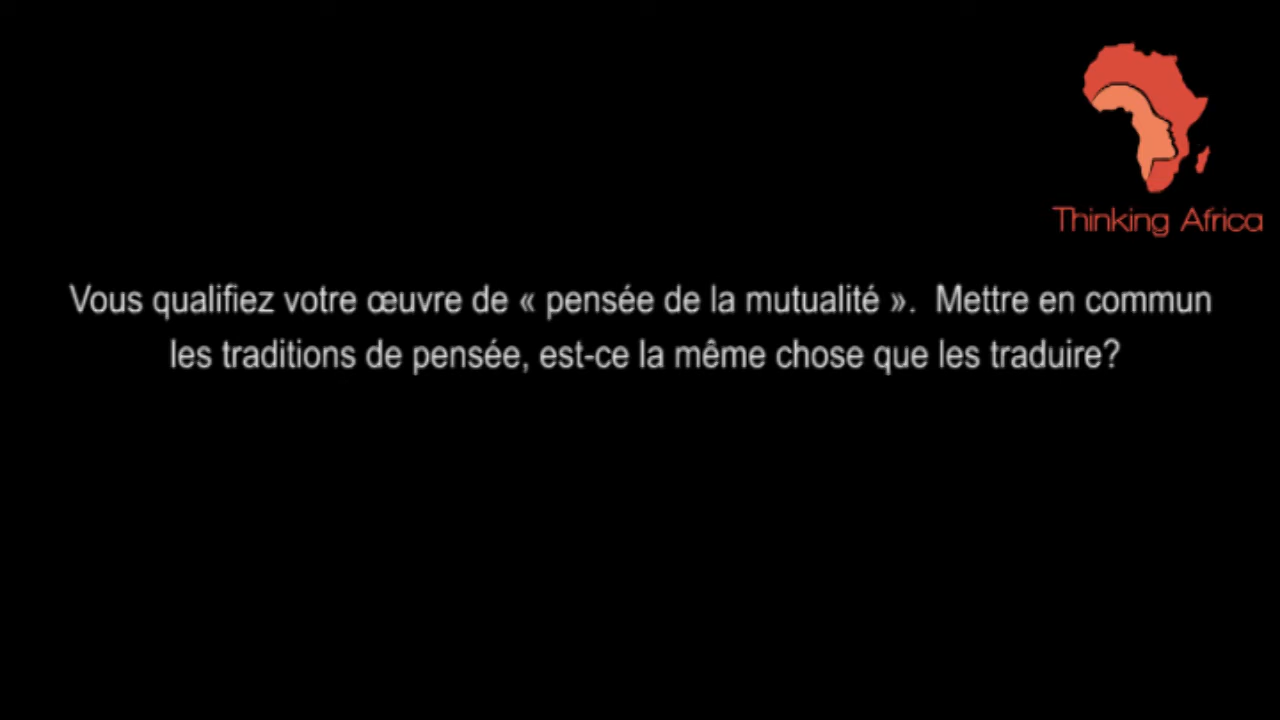 Thinking Africa
Vous qualifiez votre œuvre de « pensée de la mutualité ».  Mettre en commun
les traditions de pensée, est-ce la même chose que les traduire?